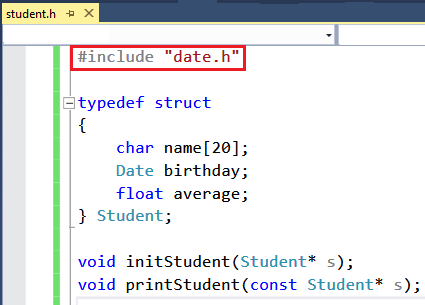 student.h
#include "date.h"
typedef struct
{
    char name[20];
    Date birthday;
    float average;
} Student;
void initStudent(Student* s);
void printStudent(const Student* s);